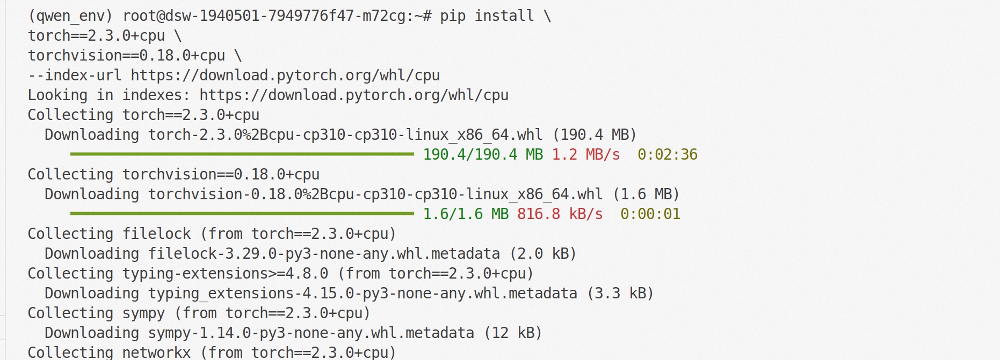 (qwen_env) root@dsw-1940501-7949776f47-m72cg:~# pip install \
torch==2.3.0+cpu \
torchvision==0.18.0+cpu \
--index-url https://download.pytorch.org/whl/cpu
Looking in indexes: https://download.pytorch.org/whl/cpu
Collecting torch==2.3.0+cpu
  Downloading torch-2.3.0%2Bcpu-cp310-cp310-linux_x86_64.whl (190.4 MB)
190.4/190.4 MB 1.2 MB/s  0:02:36
Collecting torchvision==0.18.0+cpu
  Downloading torchvision-0.18.0%2Bcpu-cp310-cp310-linux_x86_64.whl (1.6 MB)
1.6/1.6 MB 816.8 kB/s  0:00:01
Collecting filelock (from torch==2.3.0+cpu)
  Downloading filelock-3.29.0-py3-none-any.whl.metadata (2.0 kB)
Collecting typing-extensions>=4.8.0 (from torch==2.3.0+cpu)
  Downloading typing_extensions-4.15.0-py3-none-any.whl.metadata (3.3 kB)
Collecting sympy (from torch==2.3.0+cpu)
  Downloading sympy-1.14.0-py3-none-any.whl.metadata (12 kB)
Collecting networkx (from torch==2.3.0+cpu)